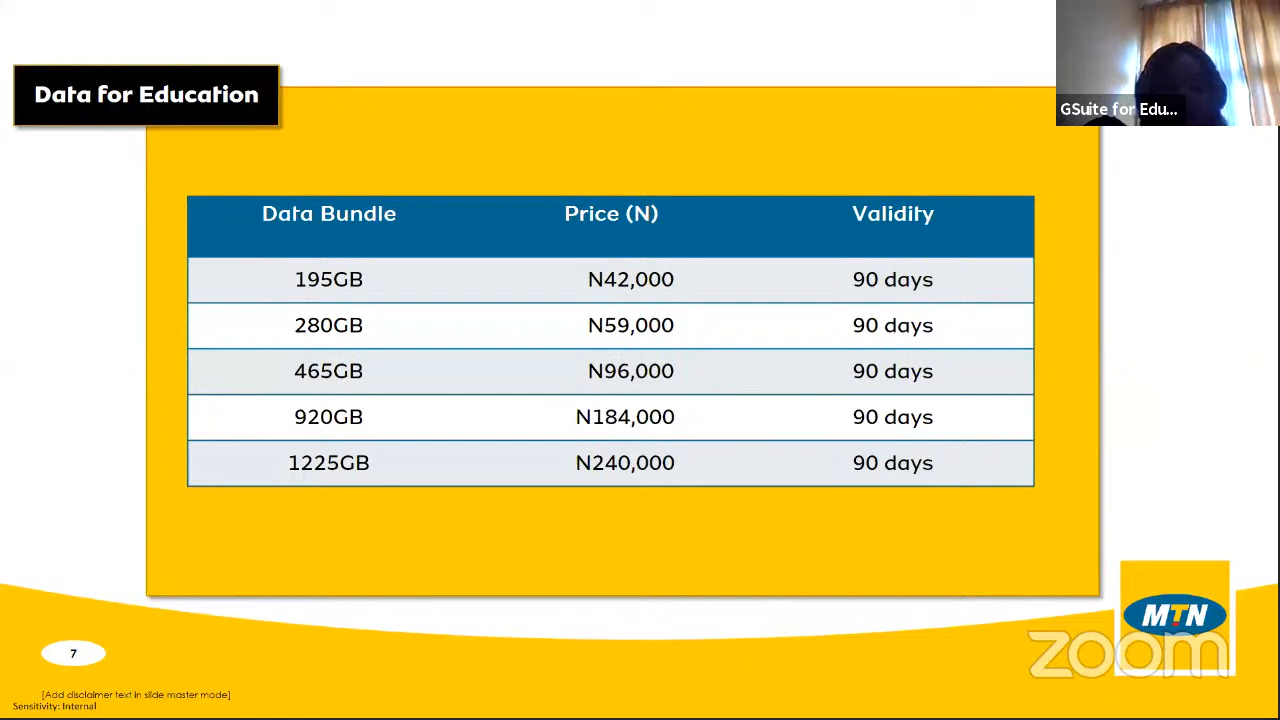 Data for Education
GSuite for Edu...
Data Bundle Price (N) Validity
195GB N42,000 90 days
280GB N59,000 90 days
465GB N96,000 90 days
920GB N184,000 90 days
1225GB N240,000 90 days
MTN
zoom
7
[Add disclaimer text in slide master mode]
Sensitivity: Internal